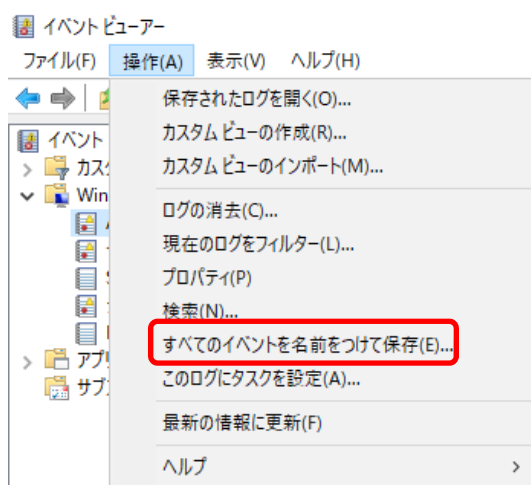 イベント ビューアー
ファイル(F) 操作(A) 表示(V) ヘルプ(H)
保存されたログを開く(O)...
カスタム ビューの作成(R)...
カスタム ビューのインポート(M)...
ログの消去(C)...
現在のログをフィルター(L)...
プロパティ(P)
検索(N)...
すべてのイベントを名前をつけて保存(E)...
このログにタスクを設定(A)...
最新の情報に更新(F)
ヘルプ
イベント
カス
Win
S
アプリ
サブ